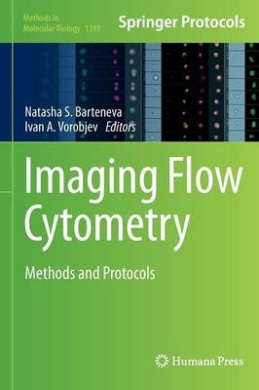 Methods in
Molecular Biology 1389
Springer Protocols
Natasha S. Barteneva
Ivan A. Vorobjev Editors
Imaging Flow
Cytometry
Methods and Protocols
Humana Press